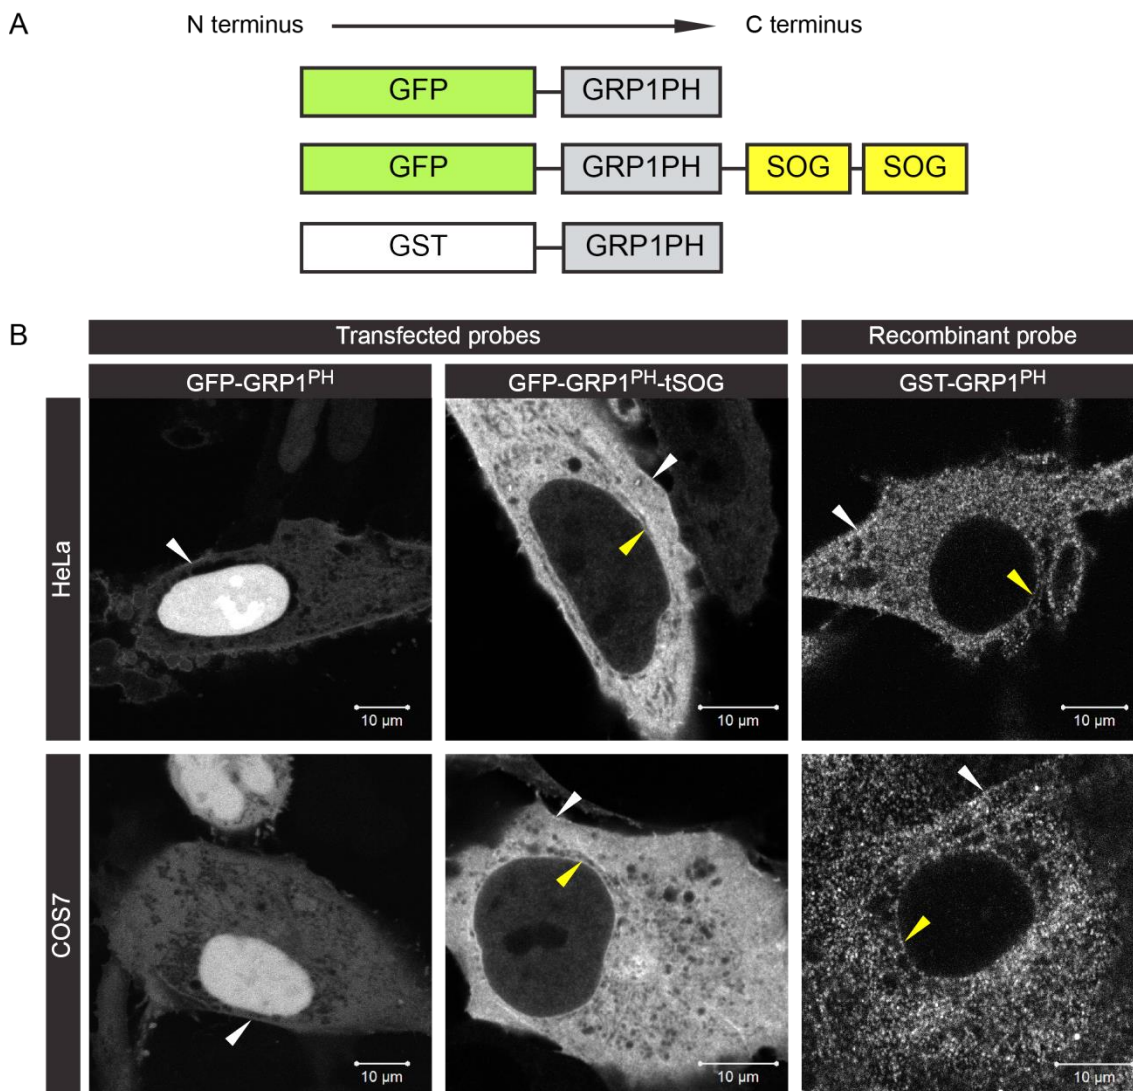 A
N terminus C terminus
GFP GRP1PH
GFP GRP1PH SOG SOG
GST GRP1PH
B
Transfected probes Recombinant probe
GFP-GRP1PH GFP-GRP1PH-tSOG GST-GRP1PH
HeLa
10 µm 10 µm 10 µm
COS7
10 µm 10 µm 10 µm